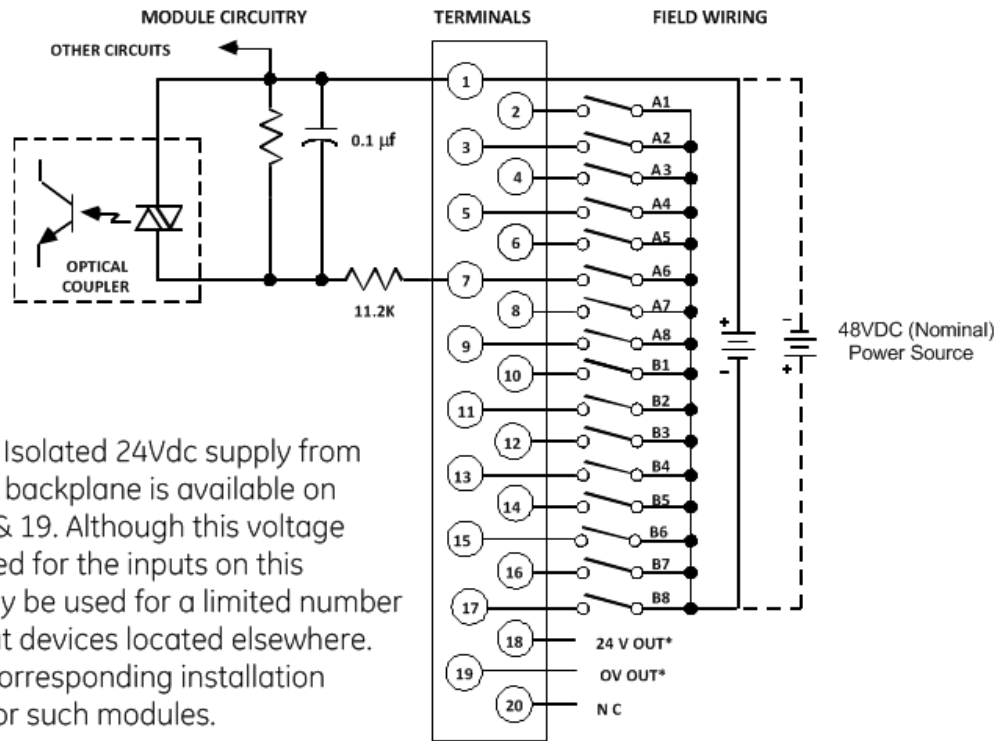 MODULE CIRCUITRY
TERMINALS
FIELD WIRING
OTHER CIRCUITS
0.1 µf
OPTICAL
COUPLER
11.2K
1
2
3
4
5
6
7
8
9
10
11
12
13
14
15
16
17
18
19
20
A1
A2
A3
A4
A5
A6
A7
A8
B1
B2
B3
B4
B5
B6
B7
B8
24 V OUT*
OV OUT*
N C
+
-
-
+
48VDC (Nominal)
Power Source
Isolated 24Vdc supply from
backplane is available on
& 19. Although this voltage
ed for the inputs on this
y be used for a limited number
t devices located elsewhere.
orresponding installation
or such modules.